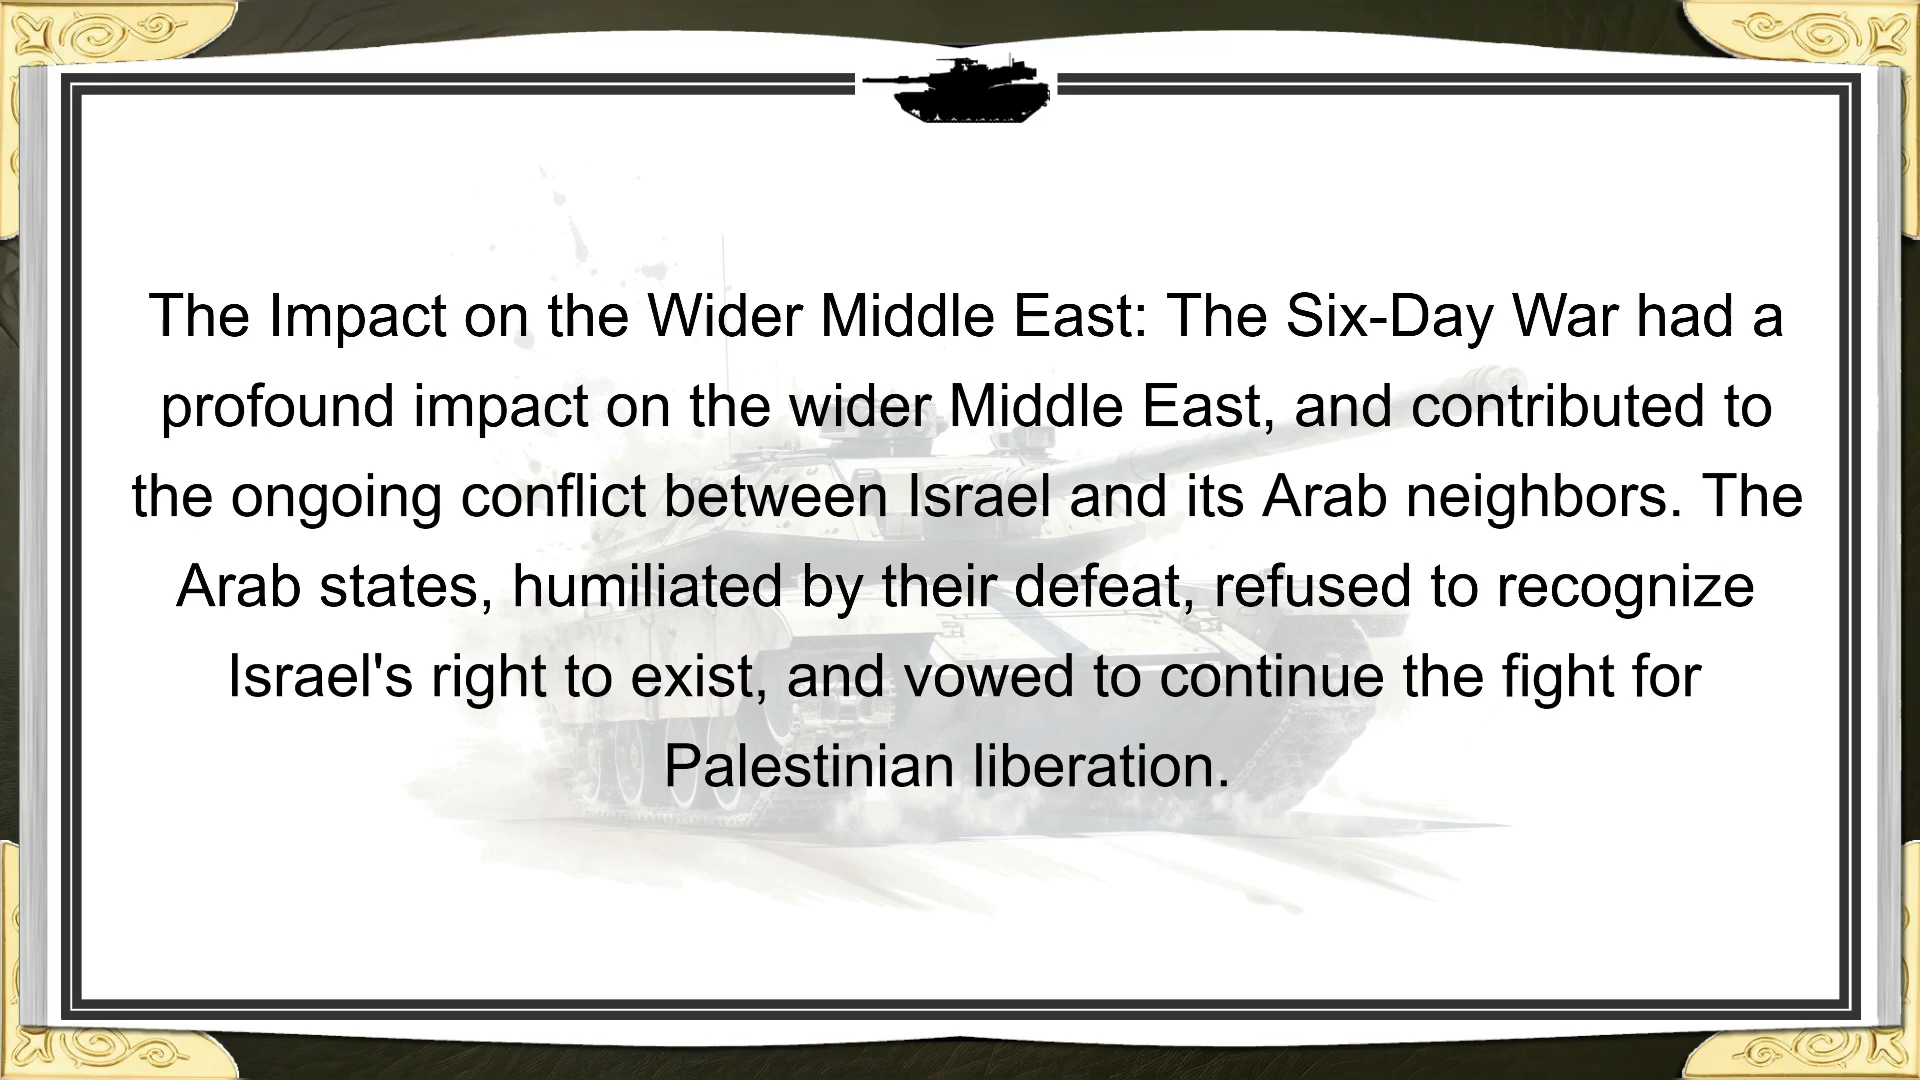 The Impact on the Wider Middle East: The Six-Day War had a
profound impact on the wider Middle East, and contributed to
the ongoing conflict between Israel and its Arab neighbors. The
Arab states, humiliated by their defeat, refused to recognize
Israel's right to exist, and vowed to continue the fight for
Palestinian liberation.